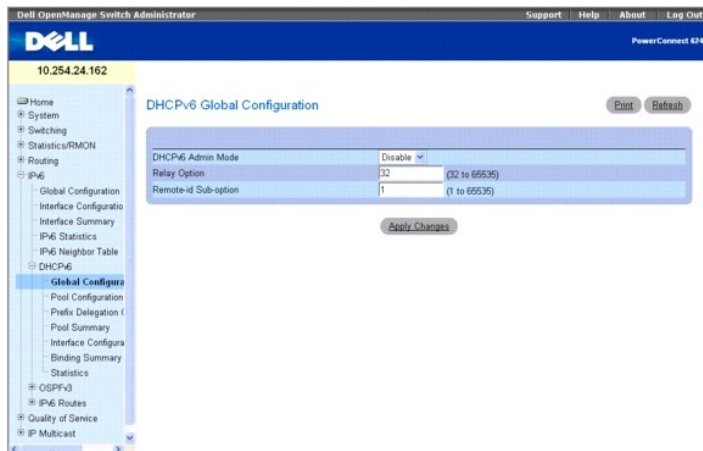 Dell OpenManage Switch Administrator
Support Help About Log Out
DELL
PowerConnect 624
10.254.24.162
Home
System
Switching
Statistics/RMON
Routing
IPv6
Global Configuration
Interface Configuratio
Interface Summary
IPv6 Statistics
IPv6 Neighbor Table
DHCPv6
Global Configura
Pool Configuration
Prefix Delegation C
Pool Summary
Interface Configura
Binding Summary
Statistics
OSPFv3
IPv6 Routes
Quality of Service
IP Multicast
DHCPv6 Global Configuration
Print Refresh
DHCPv6 Admin Mode Disable
Relay Option 32 (32 to 65535)
Remote-id Sub-option 1 (1 to 65535)
Apply Changes